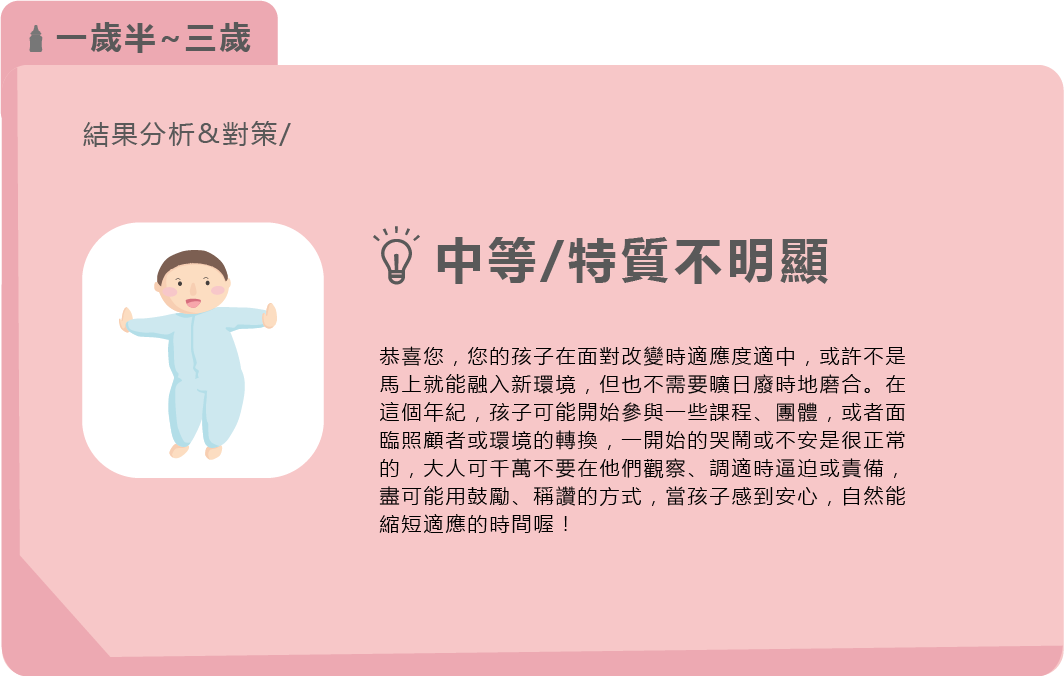 一歲半~三歲
結果分析&對策/
中等/特質不明顯
恭喜您，您的孩子在面對改變時適應度適中，或許不是
馬上就能融入新環境，但也不需要曠日廢時地磨合。在
這個年紀，孩子可能開始參與一些課程、團體，或者面
臨照顧者或環境的轉換，一開始的哭鬧或不安是很正常
的，大人可千萬不要在他們觀察、調適時逼迫或責備，
盡可能用鼓勵、稱讚的方式，當孩子感到安心，自然能
縮短適應的時間喔！